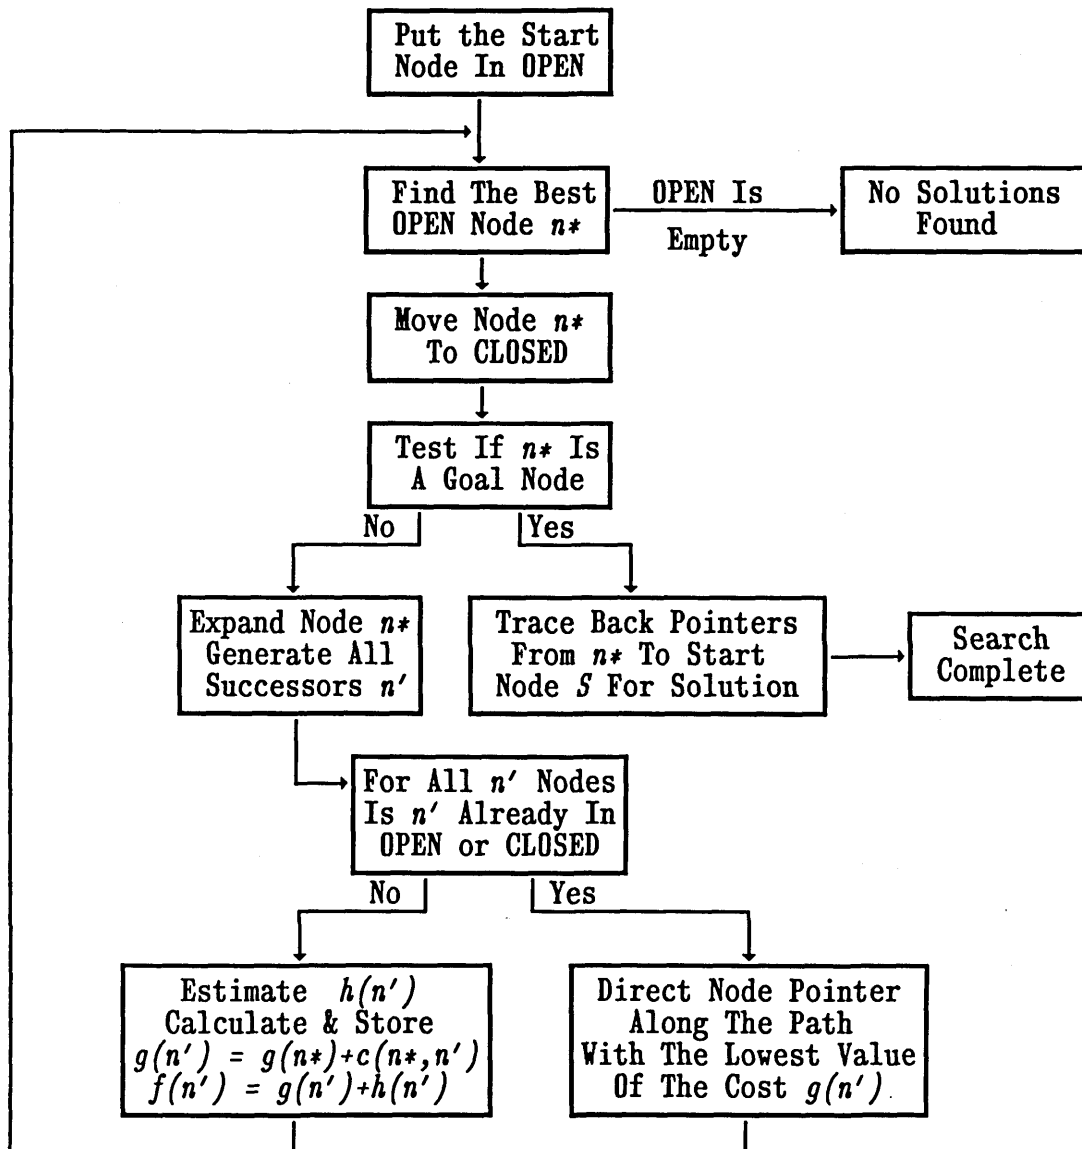 Put the Start
Node In OPEN
Find The Best
OPEN Node n*
OPEN Is
Empty
No Solutions
Found
Move Node n*
To CLOSED
Test If n* Is
A Goal Node
No
Yes
Expand Node n*
Generate All
Successors n'
Trace Back Pointers
From n* To Start
Node S For Solution
Search
Complete
For All n' Nodes
Is n' Already In
OPEN or CLOSED
No
Yes
Estimate h(n')
Calculate & Store
g(n') = g(n*)+c(n*,n')
f(n') = g(n')+h(n')
Direct Node Pointer
Along The Path
With The Lowest Value
Of The Cost g(n')